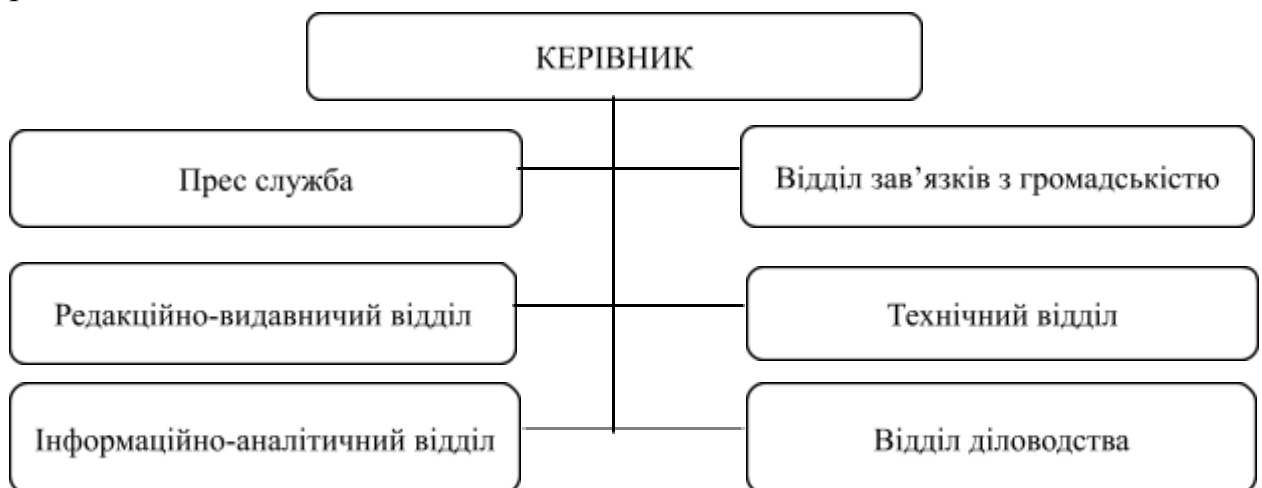 КЕРІВНИК
Прес служба
Відділ зав’язків з громадськістю
Редакційно-видавничий відділ
Технічний відділ
Інформаційно-аналітичний відділ
Відділ діловодства